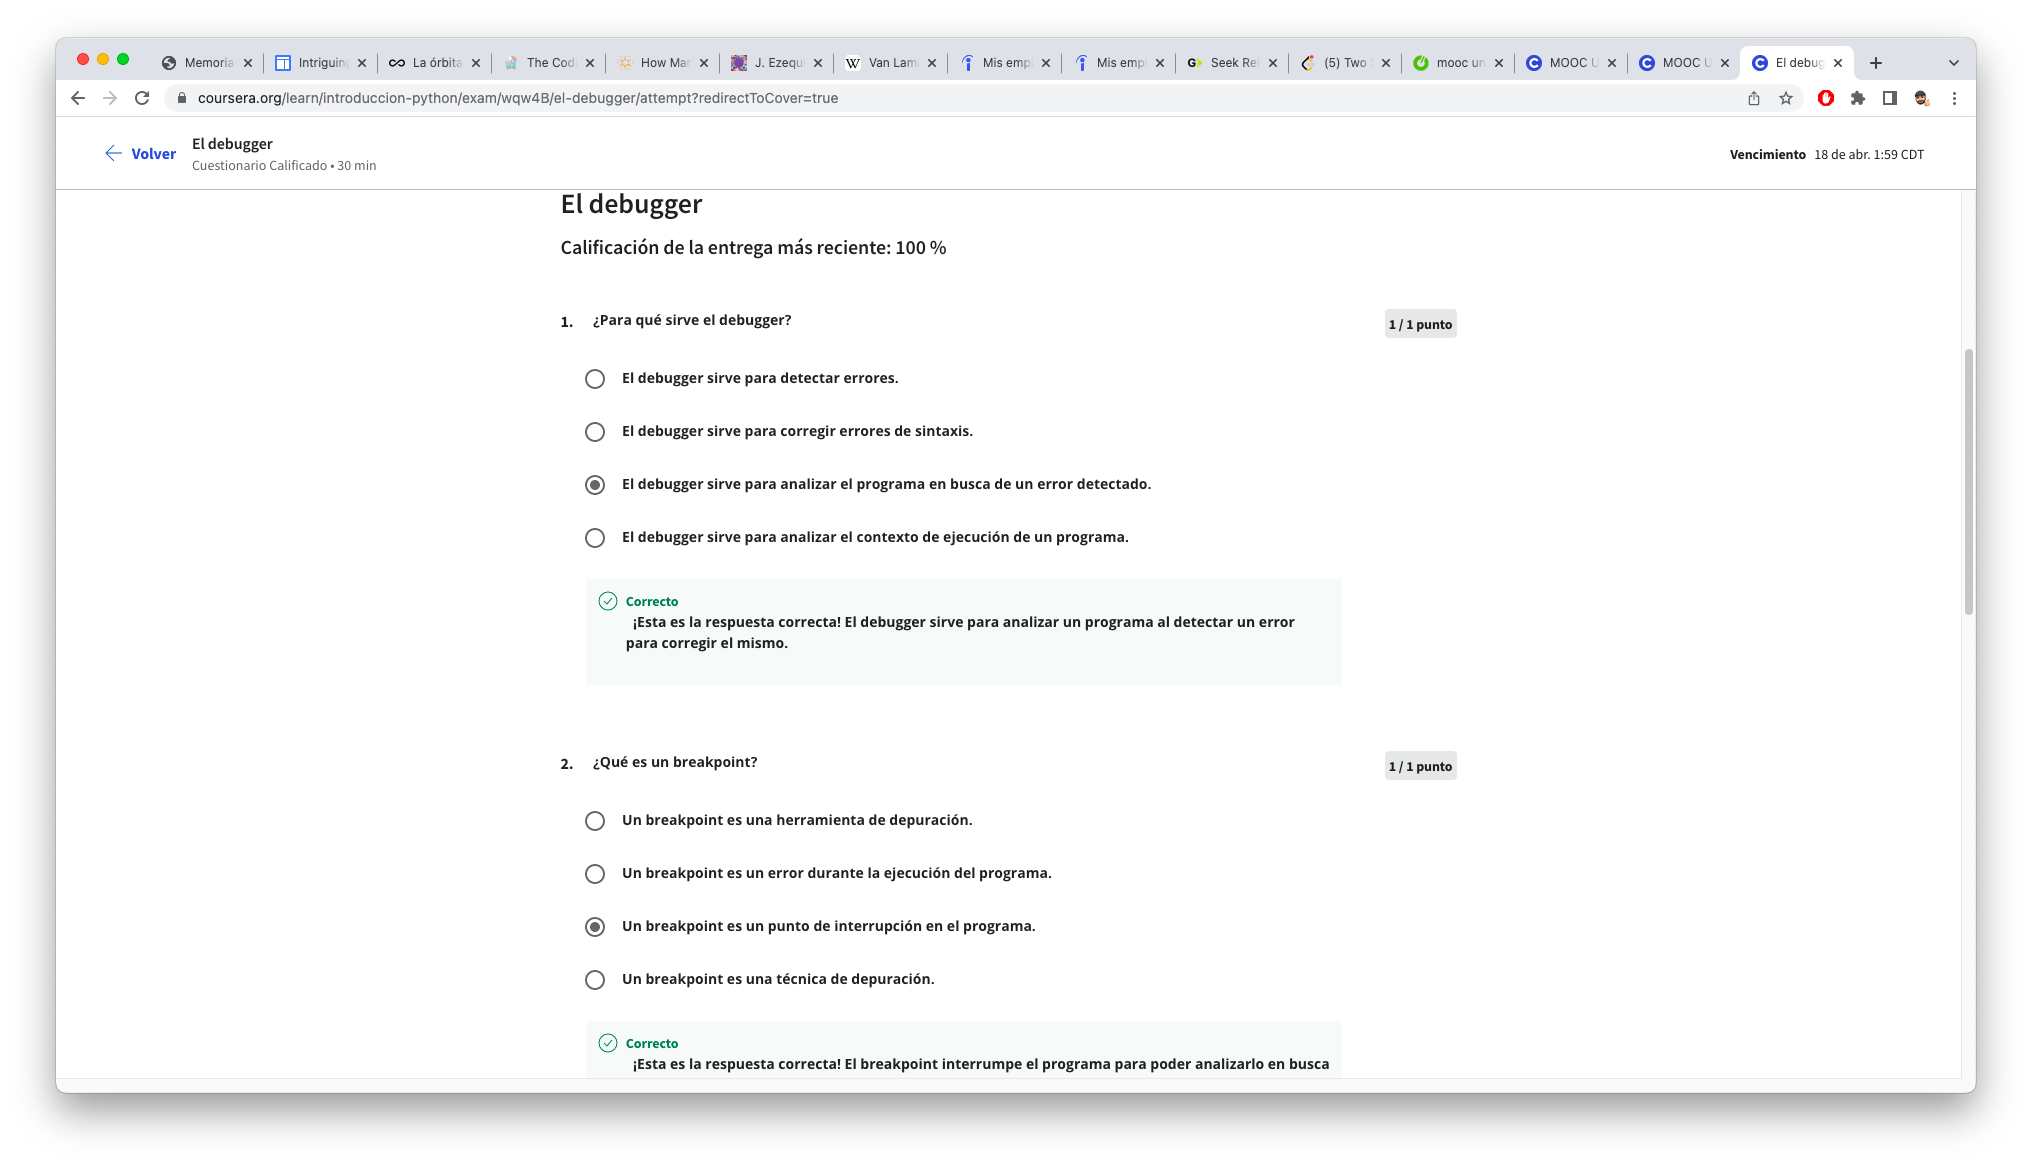 Memoria
Intriguin
La órbita
The Cod
How Mar
J. Ezequi
Van Lam
Mis emp
Mis emp
Seek Rei
(5) Two
mooc un
MOOC U
MOOC U
El debug
coursera.org/learn/introduccion-python/exam/wqw4B/el-debugger/attempt?redirectToCover=true
Volver
El debugger
Cuestionario Calificado • 30 min
Vencimiento 18 de abr. 1:59 CDT
El debugger
Calificación de la entrega más reciente: 100 %
1. ¿Para qué sirve el debugger?
1 / 1 punto
El debugger sirve para detectar errores.
El debugger sirve para corregir errores de sintaxis.
El debugger sirve para analizar el programa en busca de un error detectado.
El debugger sirve para analizar el contexto de ejecución de un programa.
Correcto
¡Esta es la respuesta correcta! El debugger sirve para analizar un programa al detectar un error
para corregir el mismo.
2. ¿Qué es un breakpoint?
1 / 1 punto
Un breakpoint es una herramienta de depuración.
Un breakpoint es un error durante la ejecución del programa.
Un breakpoint es un punto de interrupción en el programa.
Un breakpoint es una técnica de depuración.
Correcto
¡Esta es la respuesta correcta! El breakpoint interrumpe el programa para poder analizarlo en busca